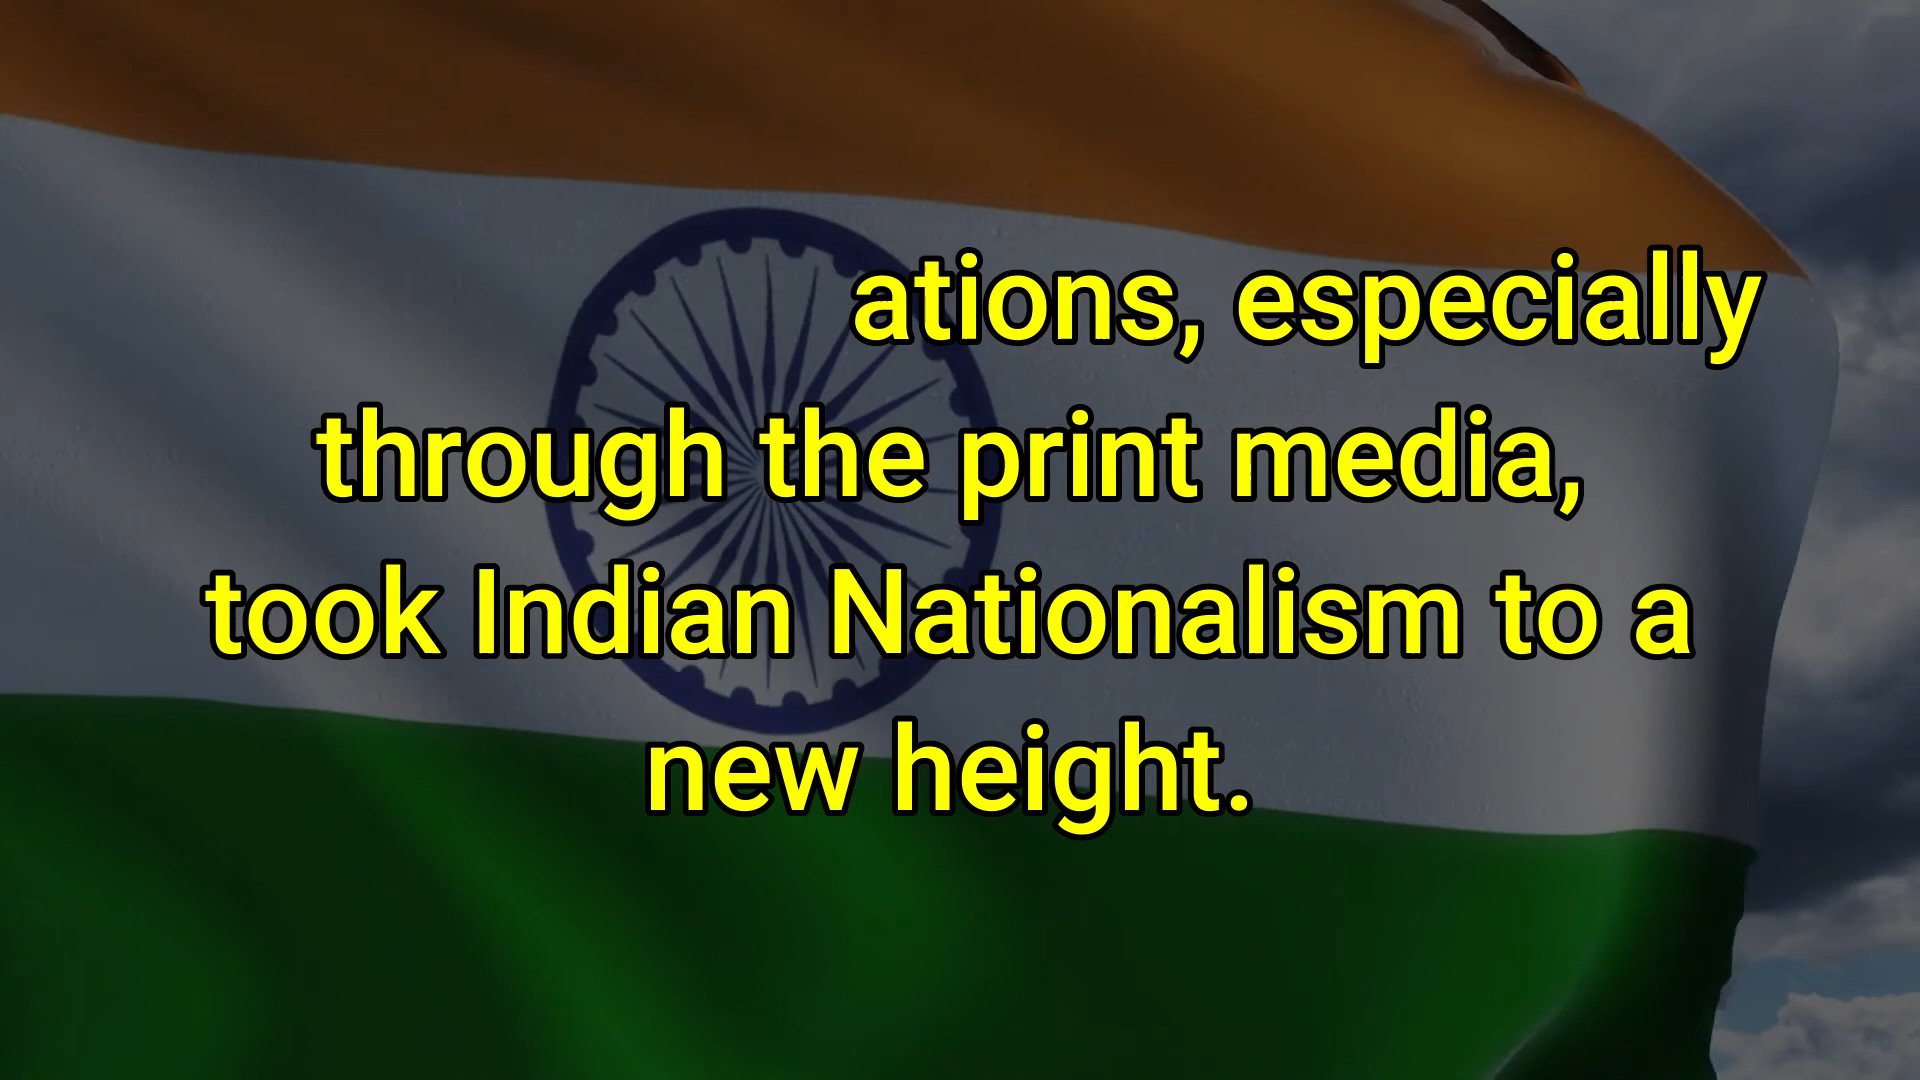 ations, especially
through the print media,
took Indian Nationalism to a
new height.